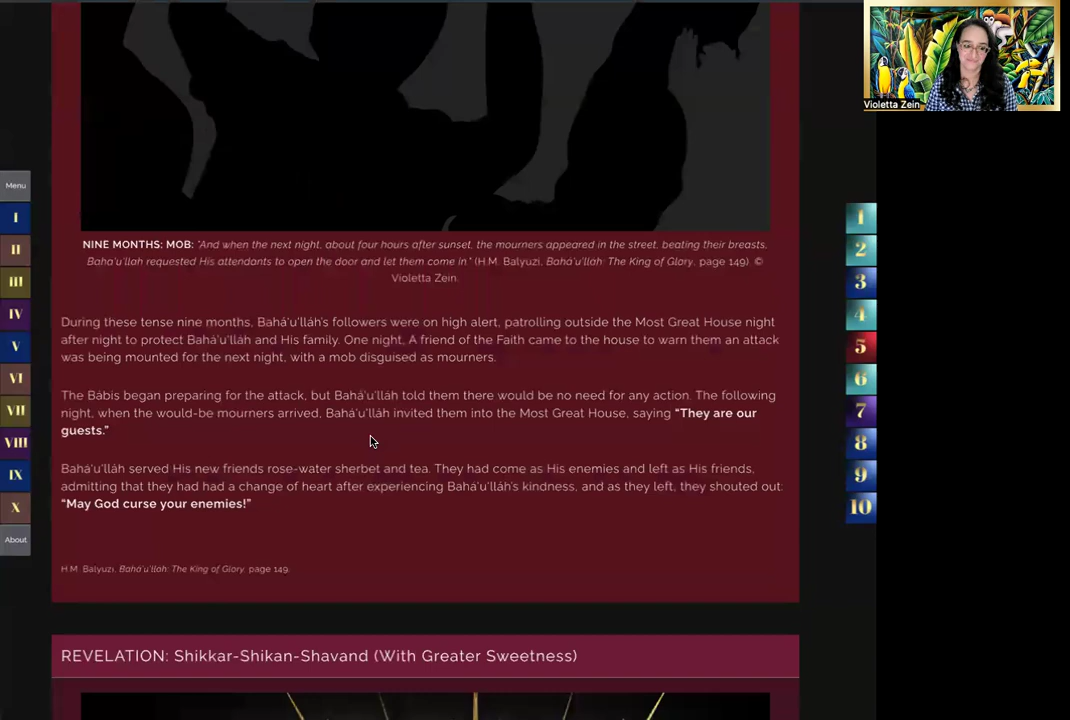 Violetta Zein
Menu
I
II
III
IV
V
VI
VII
VIII
IX
X
About
NINE MONTHS: MOB: "And when the next night, about four hours after sunset, the mourners appeared in the street, beating their breasts,
Baha'u'lláh requested His attendants to open the door and let them come in" (H.M. Balyuzi, Bahá'u'lláh: The King of Glory, page 149). ©
Violetta Zein.
During these tense nine months, Bahá'u'lláh's followers were on high alert, patrolling outside the Most Great House night
after night to protect Bahá'u'lláh and His family. One night, A friend of the Faith came to the house to warn them an attack
was being mounted for the next night, with a mob disguised as mourners.
The Bábís began preparing for the attack, but Bahá'u'lláh told them there would be no need for any action. The following
night, when the would-be mourners arrived, Bahá'u'lláh invited them into the Most Great House, saying “They are our
guests.”
Bahá'u'lláh served His new friends rose-water sherbet and tea. They had come as His enemies and left as His friends,
admitting that they had had a change of heart after experiencing Bahá'u'lláh's kindness, and as they left, they shouted out:
“May God curse your enemies!”
H.M. Balyuzi, Bahá'u'lláh: The King of Glory, page 149.
REVELATION: Shikkar-Shikan-Shavand (With Greater Sweetness)
1
2
3
4
5
6
7
8
9
10